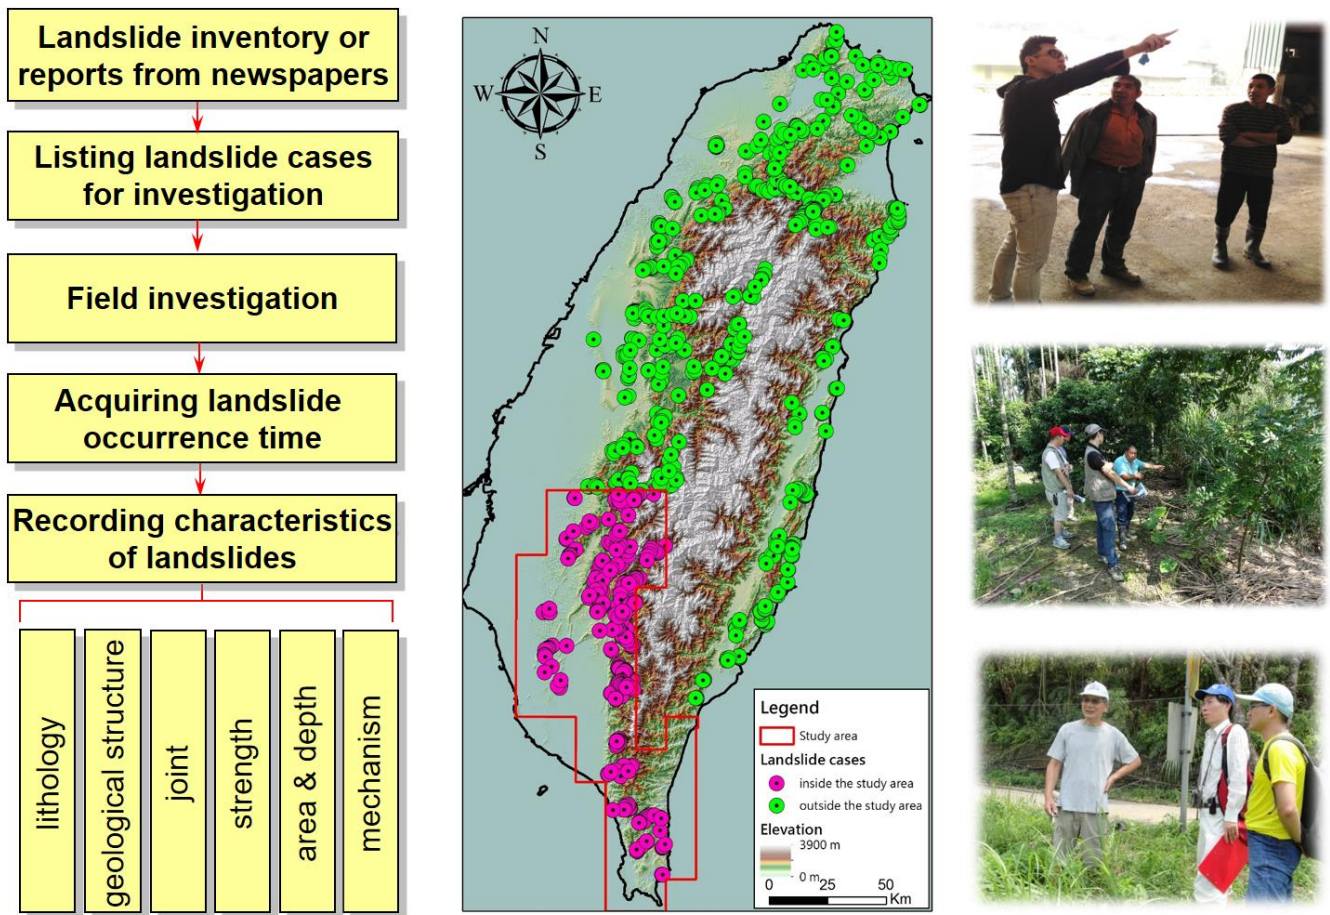 Landslide inventory or
reports from newspapers
Listing landslide cases
for investigation
Field investigation
Acquiring landslide
occurrence time
Recording characteristics
of landslides
lithology
geological structure
joint
strength
area & depth
mechanism
N
W
E
S
Legend
Study area
Landslide cases
inside the study area
outside the study area
Elevation
3900 m
0 m
0 25 50
Km